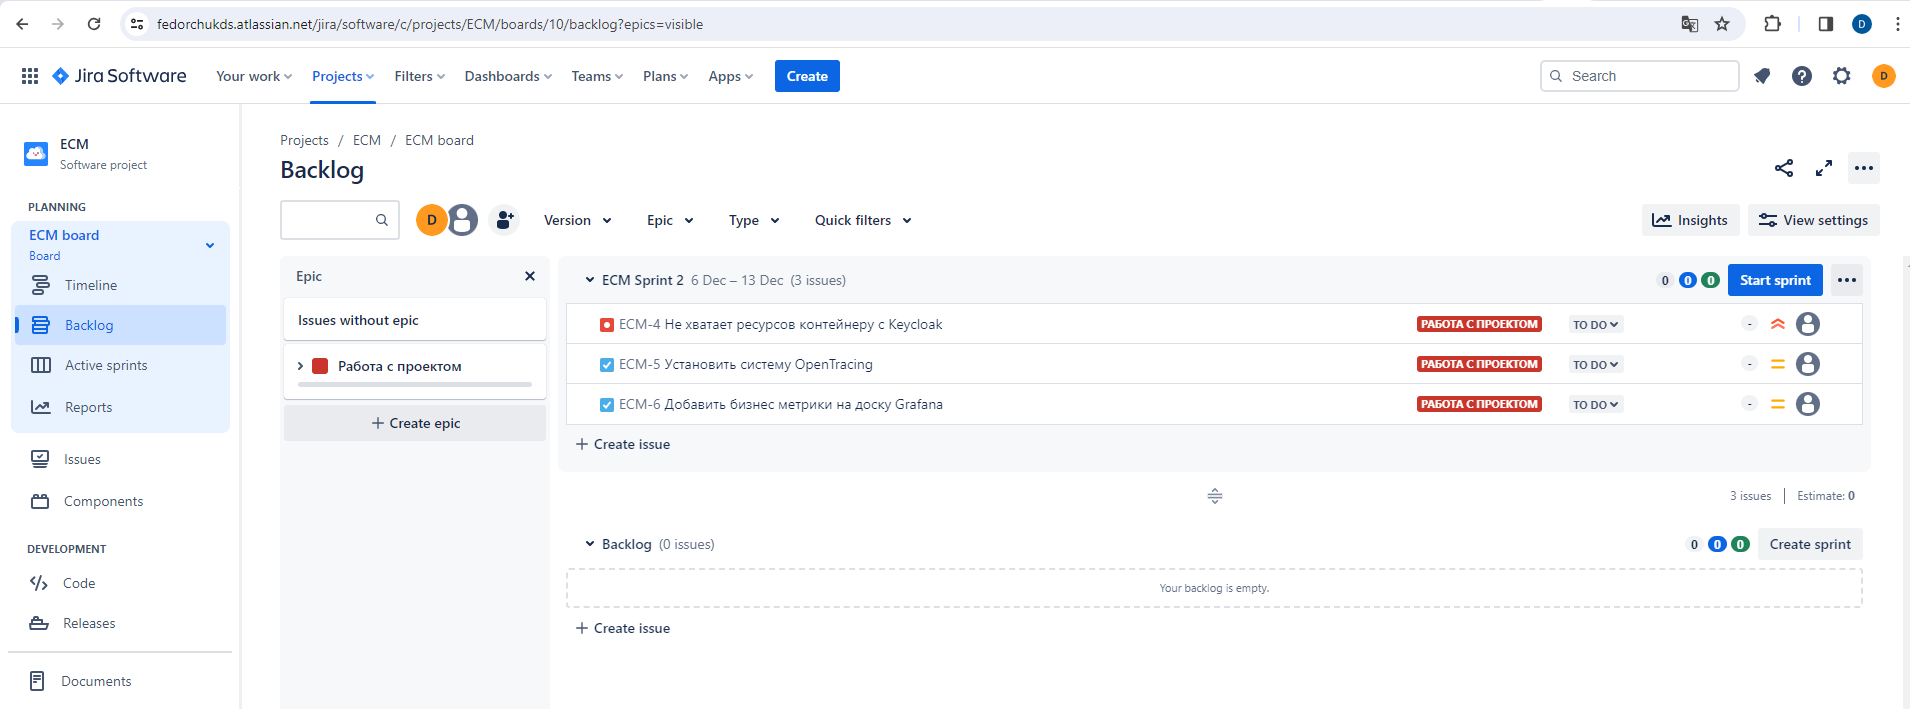 fedorchukds.atlassian.net/jira/software/c/projects/ECM/boards/10/backlog?epics=visible
D
Jira Software
Your work
Projects
Filters
Dashboards
Teams
Plans
Apps
Create
Search
D
ECM
Software project
PLANNING
ECM board
Board
Timeline
Backlog
Active sprints
Reports
Issues
Components
DEVELOPMENT
Code
Releases
Documents
Projects / ECM / ECM board
Backlog
D
Version
Epic
Type
Quick filters
Insights
View settings
Epic
Issues without epic
Работа с проектом
+ Create epic
ECM Sprint 2 6 Dec – 13 Dec (3 issues)
0 0 0
Start sprint
ECM-4 Не хватает ресурсов контейнеру с Keycloak РАБОТА С ПРОЕКТОМ TO DO -
ECM-5 Установить систему OpenTracing РАБОТА С ПРОЕКТОМ TO DO -
ECM-6 Добавить бизнес метрики на доску Grafana РАБОТА С ПРОЕКТОМ TO DO -
+ Create issue
3 issues | Estimate: 0
Backlog (0 issues)
0 0 0
Create sprint
Your backlog is empty.
+ Create issue